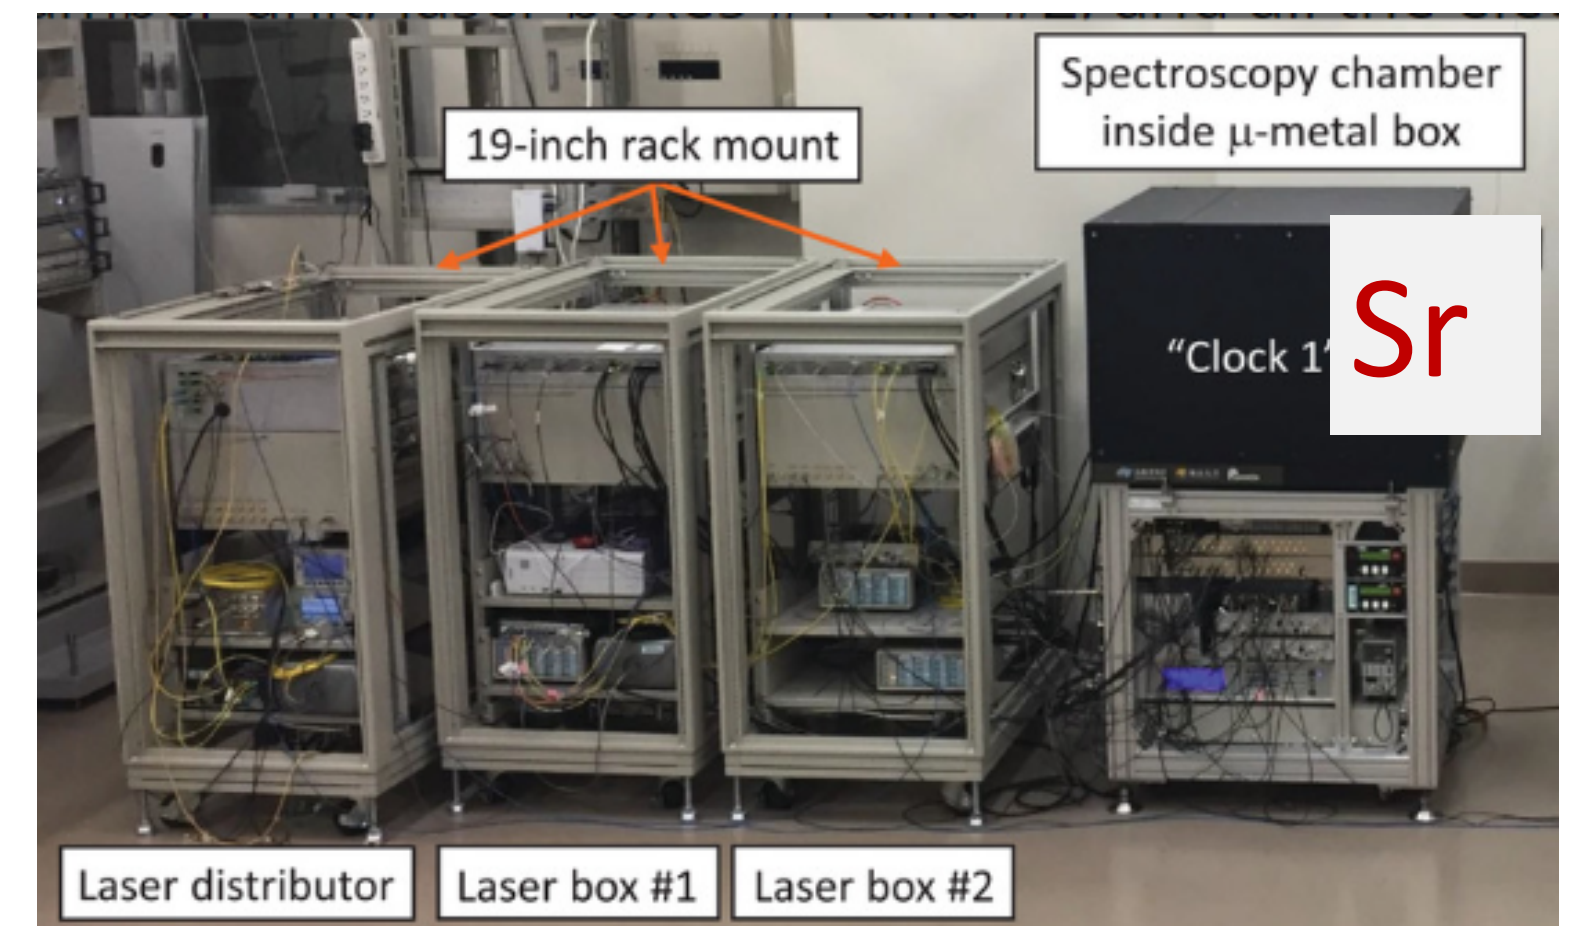 19-inch rack mount
Spectroscopy chamber
inside μ-metal box
“Clock 1”
Sr
Laser distributor
Laser box #1
Laser box #2